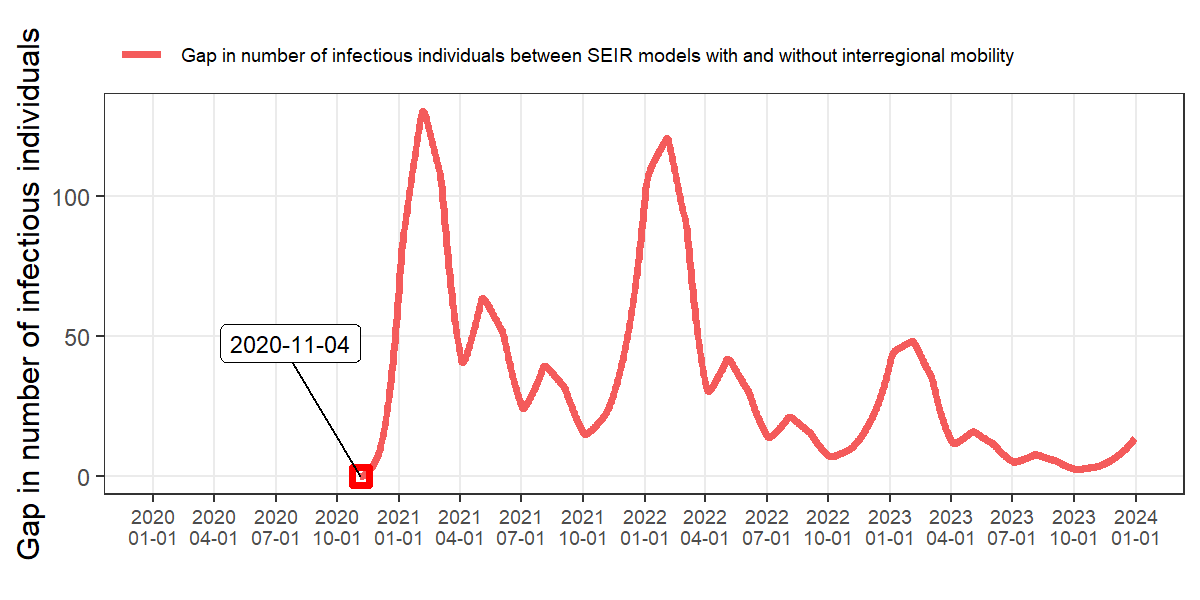 Gap in number of infectious individuals between SEIR models with and without interregional mobility
Gap in number of infectious individuals
100
50
0
2020-11-04
2020 2020 2020 2020 2021 2021 2021 2021 2022 2022 2022 2022 2023 2023 2023 2023 2024
01-01 04-01 07-01 10-01 01-01 04-01 07-01 10-01 01-01 04-01 07-01 10-01 01-01 04-01 07-01 10-01 01-01